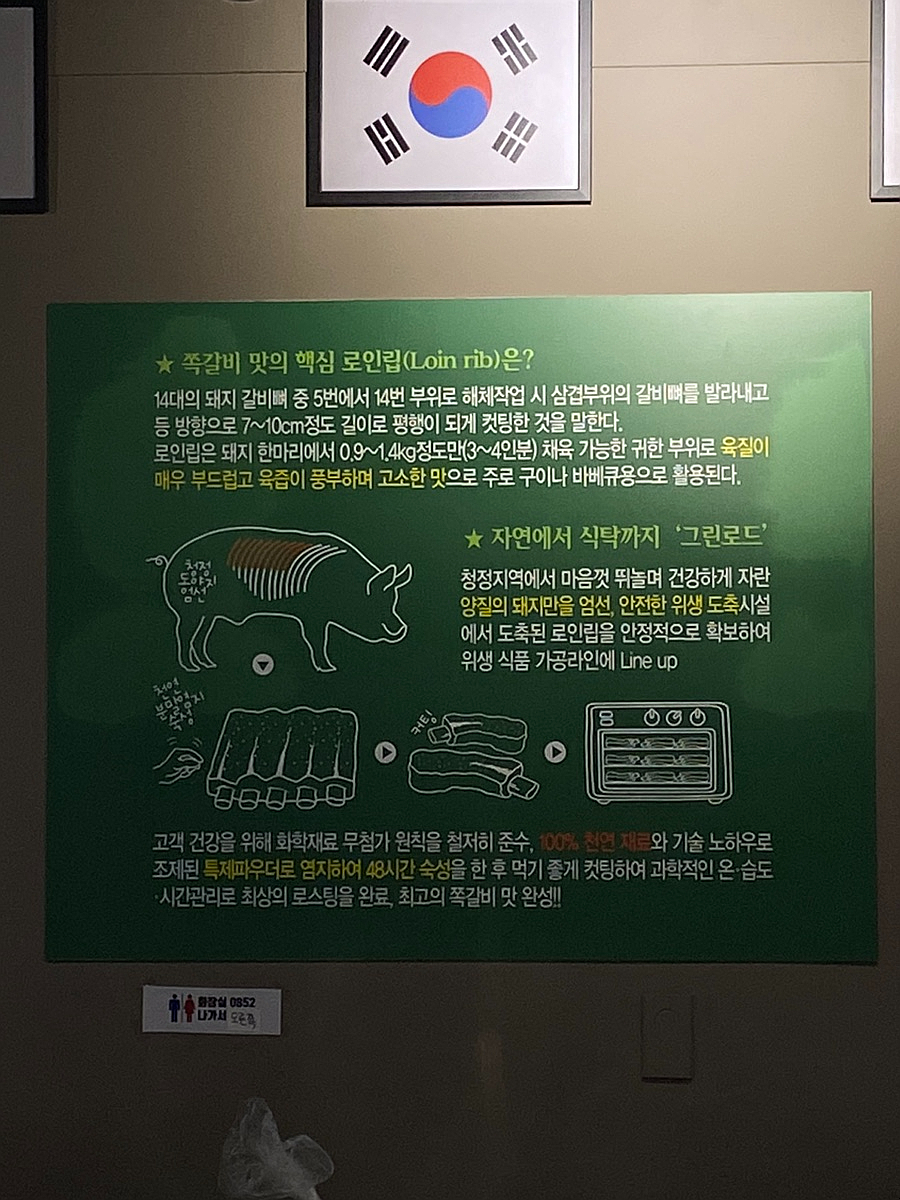 ★ 쪽갈비 맛의 핵심 로인립(Loin rib)은?
14대의 돼지 갈비뼈 중 5번에서 14번 부위로 해체작업 시 삼겹부위의 갈비뼈를 발라내고
등 방향으로 7~10cm정도 길이로 평행이 되게 컷팅한 것을 말한다.
로인립은 돼지 한마리에서 0.9~1.4kg정도만(3~4인분) 채육 가능한 귀한 부위로 육질이
매우 부드럽고 육즙이 풍부하며 고소한 맛으로 주로 구이나 바베큐용으로 활용된다.
★ 자연에서 식탁까지 '그린로드'
청정지역에서 마음껏 뛰놀며 건강하게 자란
양질의 돼지만을 엄선, 안전한 위생 도축시설
에서 도축된 로인립을 안정적으로 확보하여
위생 식품 가공라인에 Line up
청정
도야지
엄선
천연
분말염지
숙성
커팅
고객 건강을 위해 화학재료 무첨가 원칙을 철저히 준수, 100% 천연 재료와 기술 노하우로
조제된 특제파우더로 염지하여 48시간 숙성을 한 후 먹기 좋게 컷팅하여 과학적인 온·습도
·시간관리로 최상의 로스팅을 완료, 최고의 쪽갈비 맛 완성!!
화장실 0852
나가서 오른쪽